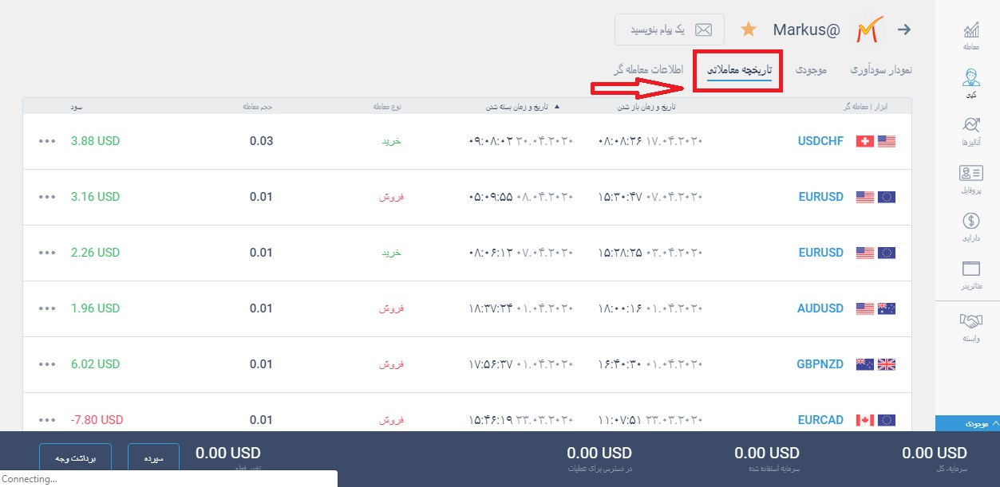 @Markus
یک پیام بنویسید
نمودار سودآوری
موجودی
تاریخچه معاملاتی
اطلاعات معامله گر
ابزار | معامله گر
تاریخ و زمان باز شدن
تاریخ و زمان بسته شدن ▲
نوع معامله
حجم معامله
سود
USDCHF ۱۷.۰۴.۲۰۲۰ ۰۸:۰۸:۲۶ ۲۰.۰۴.۲۰۲۰ ۰۹:۰۸:۰۲ خرید 0.03 3.88 USD
EURUSD ۰۷.۰۴.۲۰۲۰ ۱۵:۳۰:۴۷ ۰۸.۰۴.۲۰۲۰ ۰۵:۰۹:۵۵ فروش 0.01 3.16 USD
EURUSD ۰۳.۰۴.۲۰۲۰ ۱۵:۲۸:۲۵ ۰۷.۰۴.۲۰۲۰ ۰۸:۰۶:۱۲ خرید 0.01 2.26 USD
AUDUSD ۰۱.۰۴.۲۰۲۰ ۱۸:۰۰:۱۶ ۰۱.۰۴.۲۰۲۰ ۱۸:۳۷:۲۴ فروش 0.01 1.96 USD
GBPNZD ۰۱.۰۴.۲۰۲۰ ۱۶:۴۰:۳۰ ۰۱.۰۴.۲۰۲۰ ۱۷:۵۶:۳۷ فروش 0.01 6.02 USD
EURCAD ۲۳.۰۳.۲۰۲۰ ۱۱:۰۷:۵۱ ۲۳.۰۳.۲۰۲۰ ۱۵:۴۶:۱۹ فروش 0.01 -7.80 USD
معامله
کپی
آنالیزها
پروفایل
دارایی
متاتریدر
وابسته
موجودی
0.00 USD
سرمایه، کل
0.00 USD
سرمایه استفاده شده
0.00 USD
در دسترس برای عملیات
0.00 USD
سپرده
برداشت وجه
Connecting...